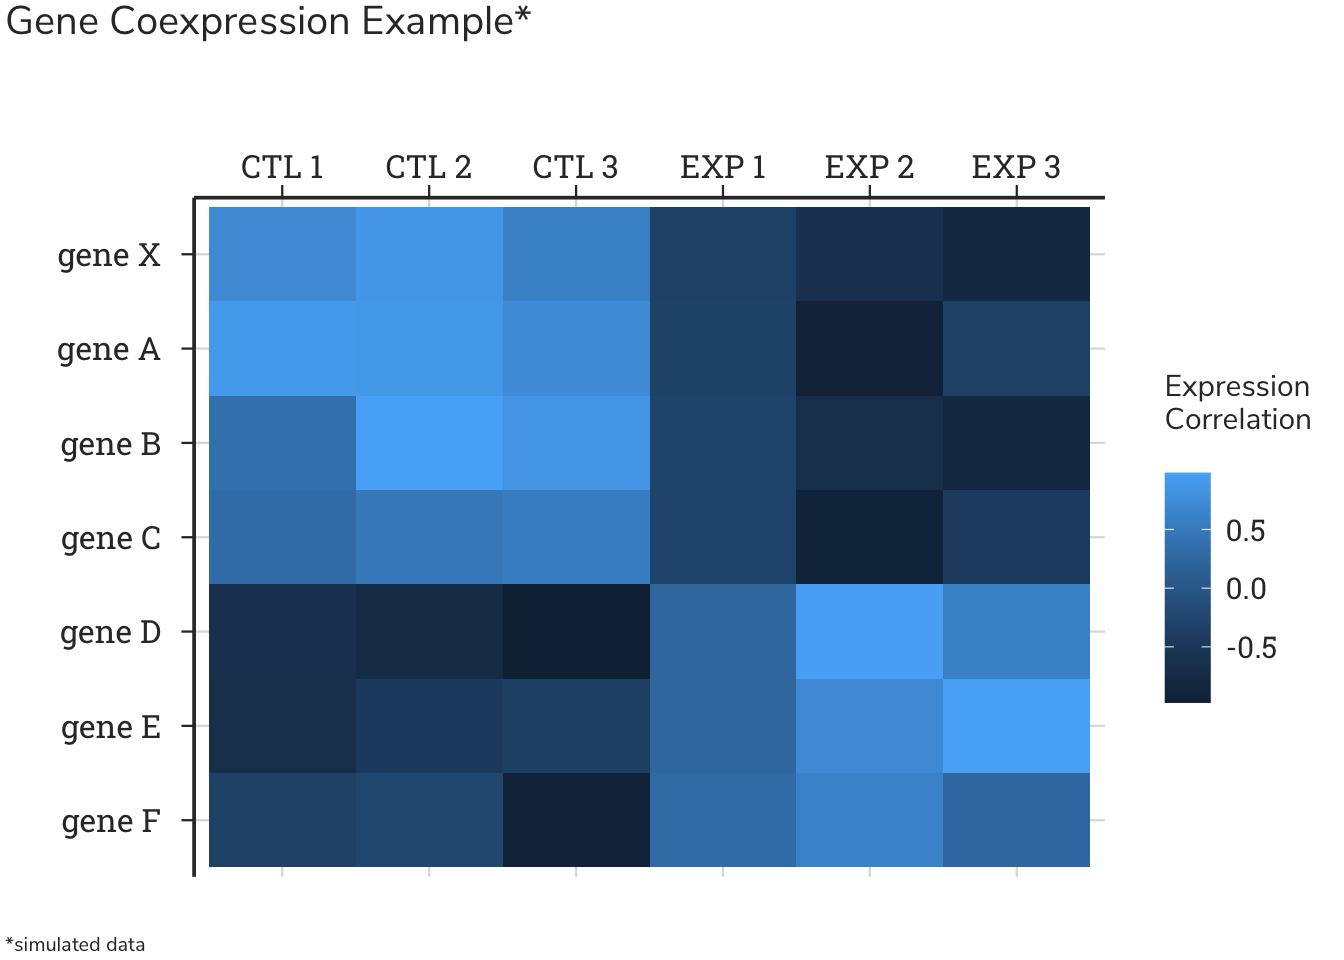 Gene Coexpression Example*
CTL 1 CTL 2 CTL 3 EXP 1 EXP 2 EXP 3
gene X
gene A
gene B
gene C
gene D
gene E
gene F
Expression
Correlation
0.5
0.0
-0.5
*simulated data